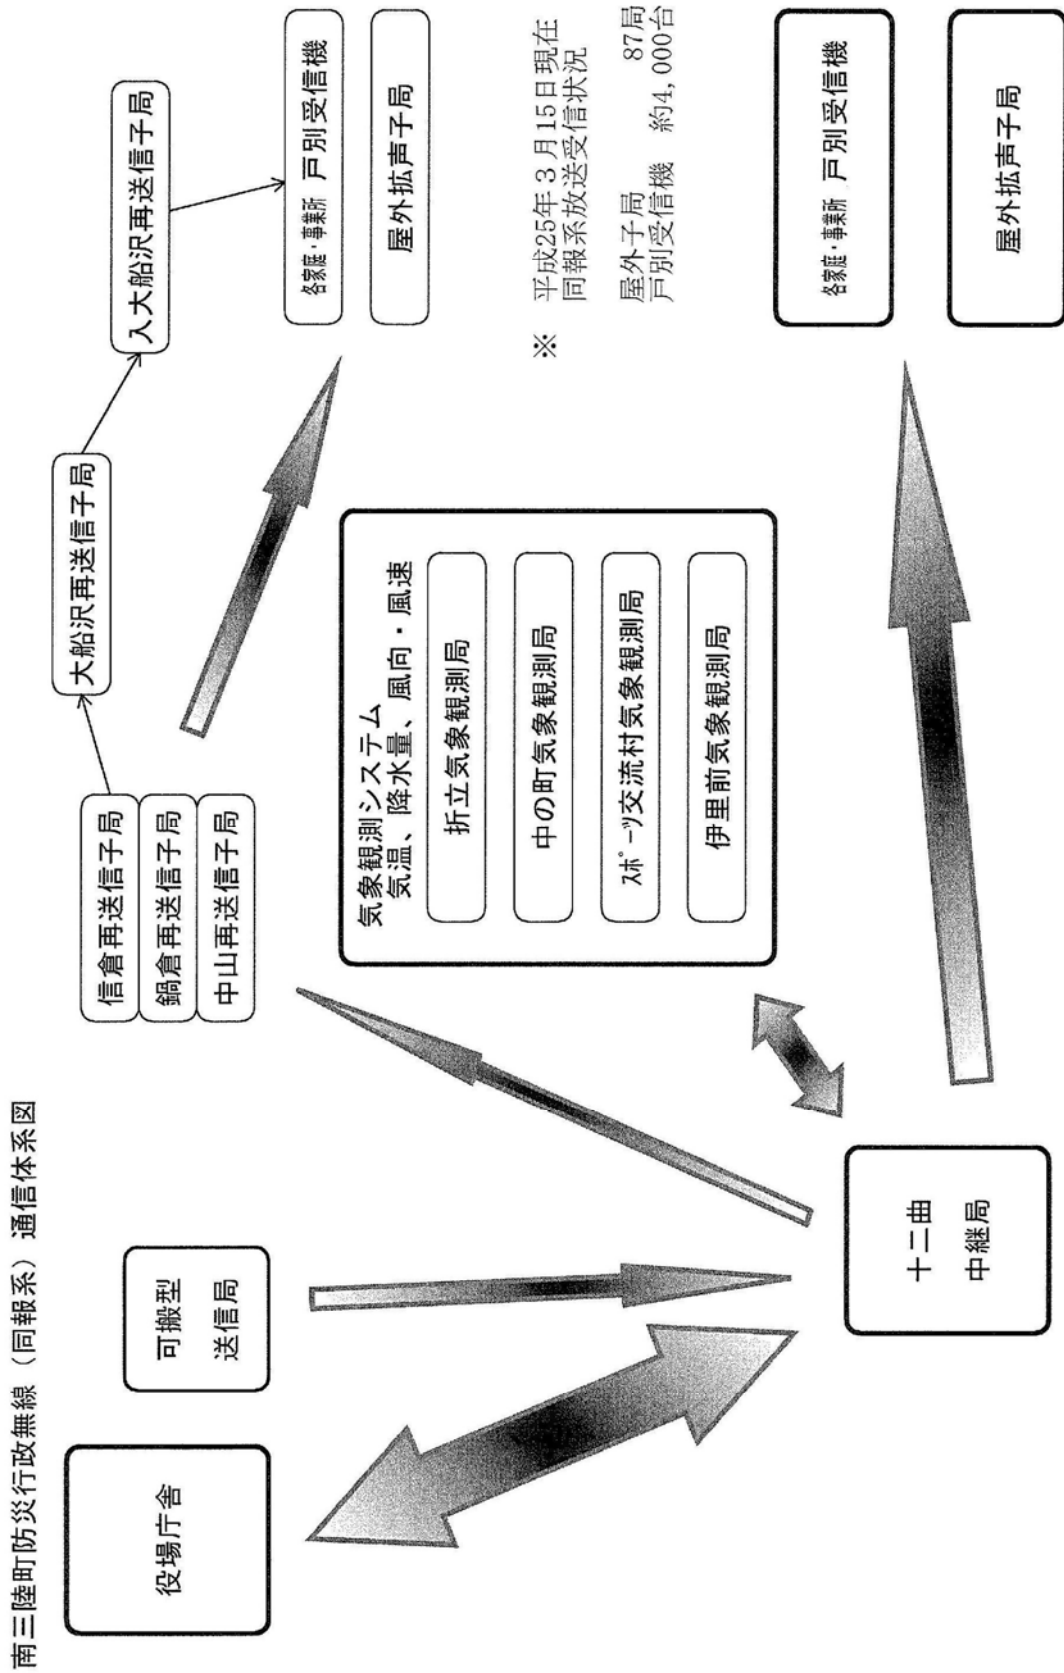 南三陸町防災行政無線（同報系） 通信体系図
役場庁舎
可搬型
送信局
十二曲
中継局
信倉再送信子局
鍋倉再送信子局
中山再送信子局
大船沢再送信子局
入大船沢再送信子局
気象観測システム
気温、降水量、風向・風速
折立気象観測局
中の町気象観測局
ｽﾎﾟｰﾂ交流村気象観測局
伊里前気象観測局
各家庭・事業所 戸別受信機
屋外拡声子局
※ 平成25年３月15日現在
同報系放送受信状況
屋外子局 87局
戸別受信機 約4,000台
各家庭・事業所 戸別受信機
屋外拡声子局